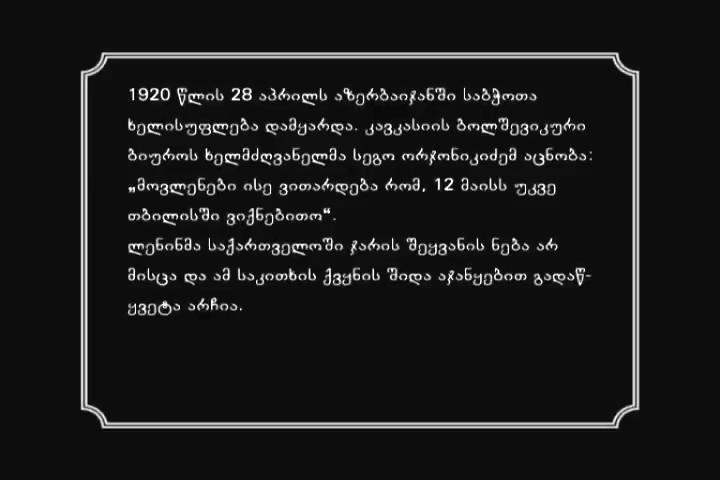 1920 წლის 28 აპრილს აზერბაიჯანში საბჭოთა
ხელისუფლება დამყარდა. კავკასიის ბოლშევიკური
ბიუროს ხელმძღვანელმა სეგო ორჯონიკიძემ აცნობა:
„მოვლენები ისე ვითარდება რომ, 12 მაისს უკვე
თბილისში ვიქნებითო“.
ლენინმა საქართველოში ჯარის შეყვანის ნება არ
მისცა და ამ საკითხის ქვყნის შიდა აჯანყებით გადაწ-
ყვეტა არჩია.